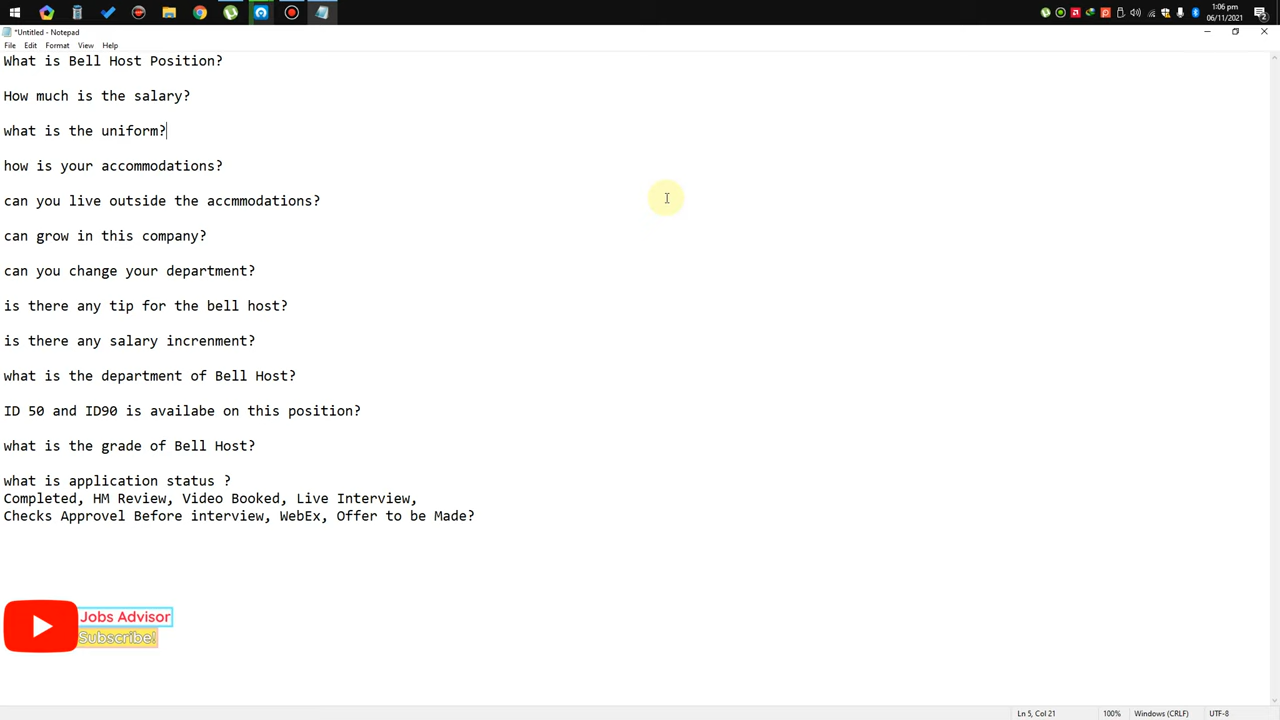 1:06 pm
06/11/2021
*Untitled - Notepad
File Edit Format View Help
What is Bell Host Position?
How much is the salary?
what is the uniform?
how is your accommodations?
can you live outside the accmmodations?
can grow in this company?
can you change your department?
is there any tip for the bell host?
is there any salary increnment?
what is the department of Bell Host?
ID 50 and ID90 is availabe on this position?
what is the grade of Bell Host?
what is application status ?
Completed, HM Review, Video Booked, Live Interview,
Checks Approvel Before interview, WebEx, Offer to be Made?
Jobs Advisor
Subscribe!
Ln 5, Col 21 100% Windows (CRLF) UTF-8